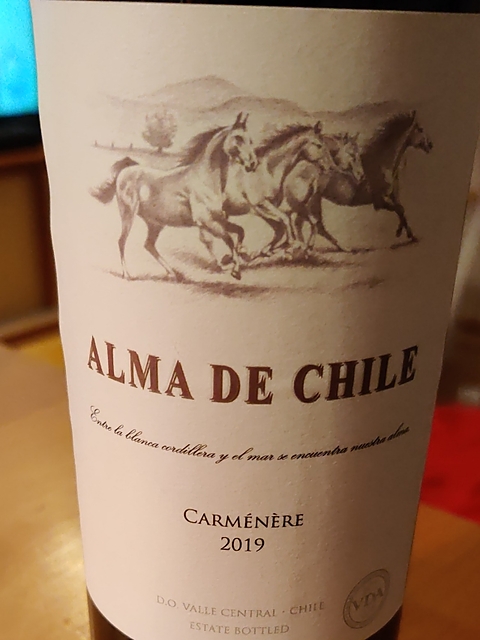 ALMA DE CHILE
Entre la blanca cordillera y el mar se encuentra nuestra alma.
CARMÉNÈRE
2019
D.O. VALLE CENTRAL · CHILE
ESTATE BOTTLED
VDA